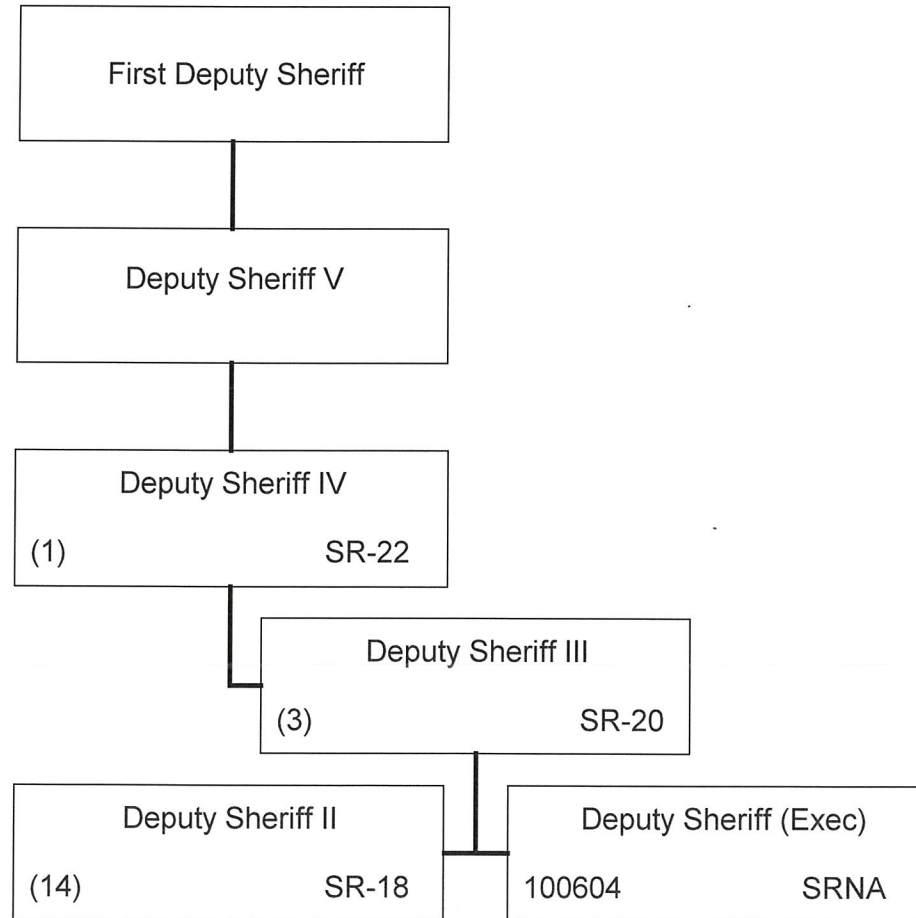 First Deputy Sheriff
Deputy Sheriff V
Deputy Sheriff IV
(1) SR-22
Deputy Sheriff III
(3) SR-20
Deputy Sheriff II
(14) SR-18
Deputy Sheriff (Exec)
100604 SRNA